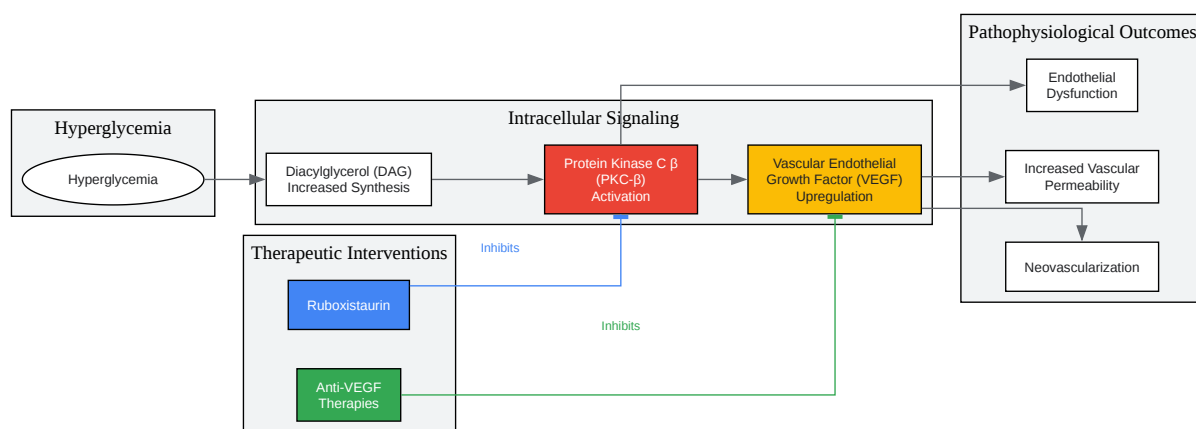 Pathophysiological Outcomes
Endothelial
Dysfunction
Intracellular Signaling
Hyperglycemia
Hyperglycemia
Diacylglycerol (DAG)
Increased Synthesis
Protein Kinase C β
(PKC-β)
Activation
Vascular Endothelial
Growth Factor (VEGF)
Upregulation
Increased Vascular
Permeability
Therapeutic Interventions
Inhibits
Neovascularization
Ruboxistaurin
Inhibits
Anti-VEGF
Therapies